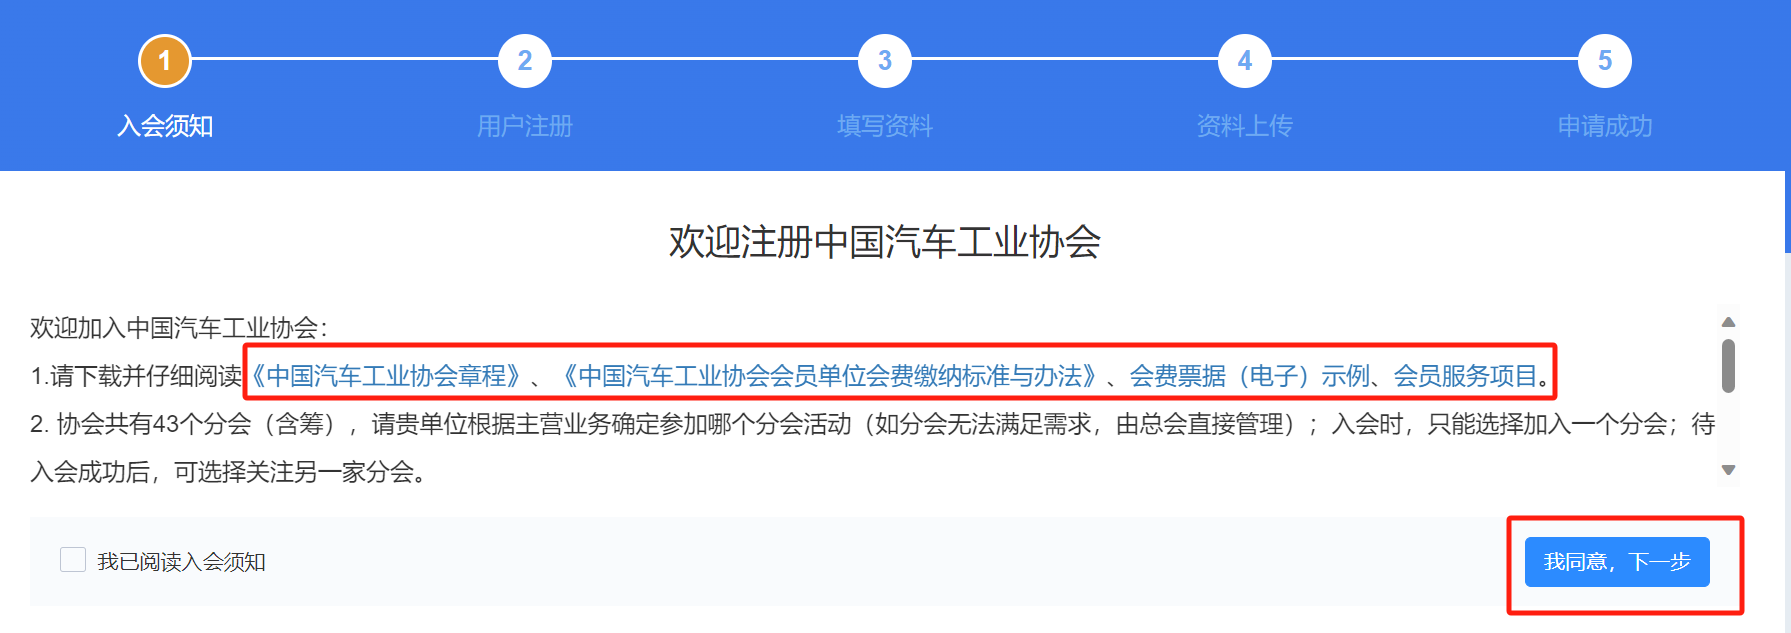 1 2 3 4 5
入会须知 用户注册 填写资料 资料上传 申请成功
欢迎注册中国汽车工业协会
欢迎加入中国汽车工业协会：
1.请下载并仔细阅读《中国汽车工业协会章程》、《中国汽车工业协会会员单位会费缴纳标准与办法》、会费票据（电子）示例、会员服务项目。
2. 协会共有43个分会（含筹），请贵单位根据主营业务确定参加哪个分会活动（如分会无法满足需求，由总会直接管理）；入会时，只能选择加入一个分会；待
入会成功后，可选择关注另一家分会。
我已阅读入会须知
我同意，下一步